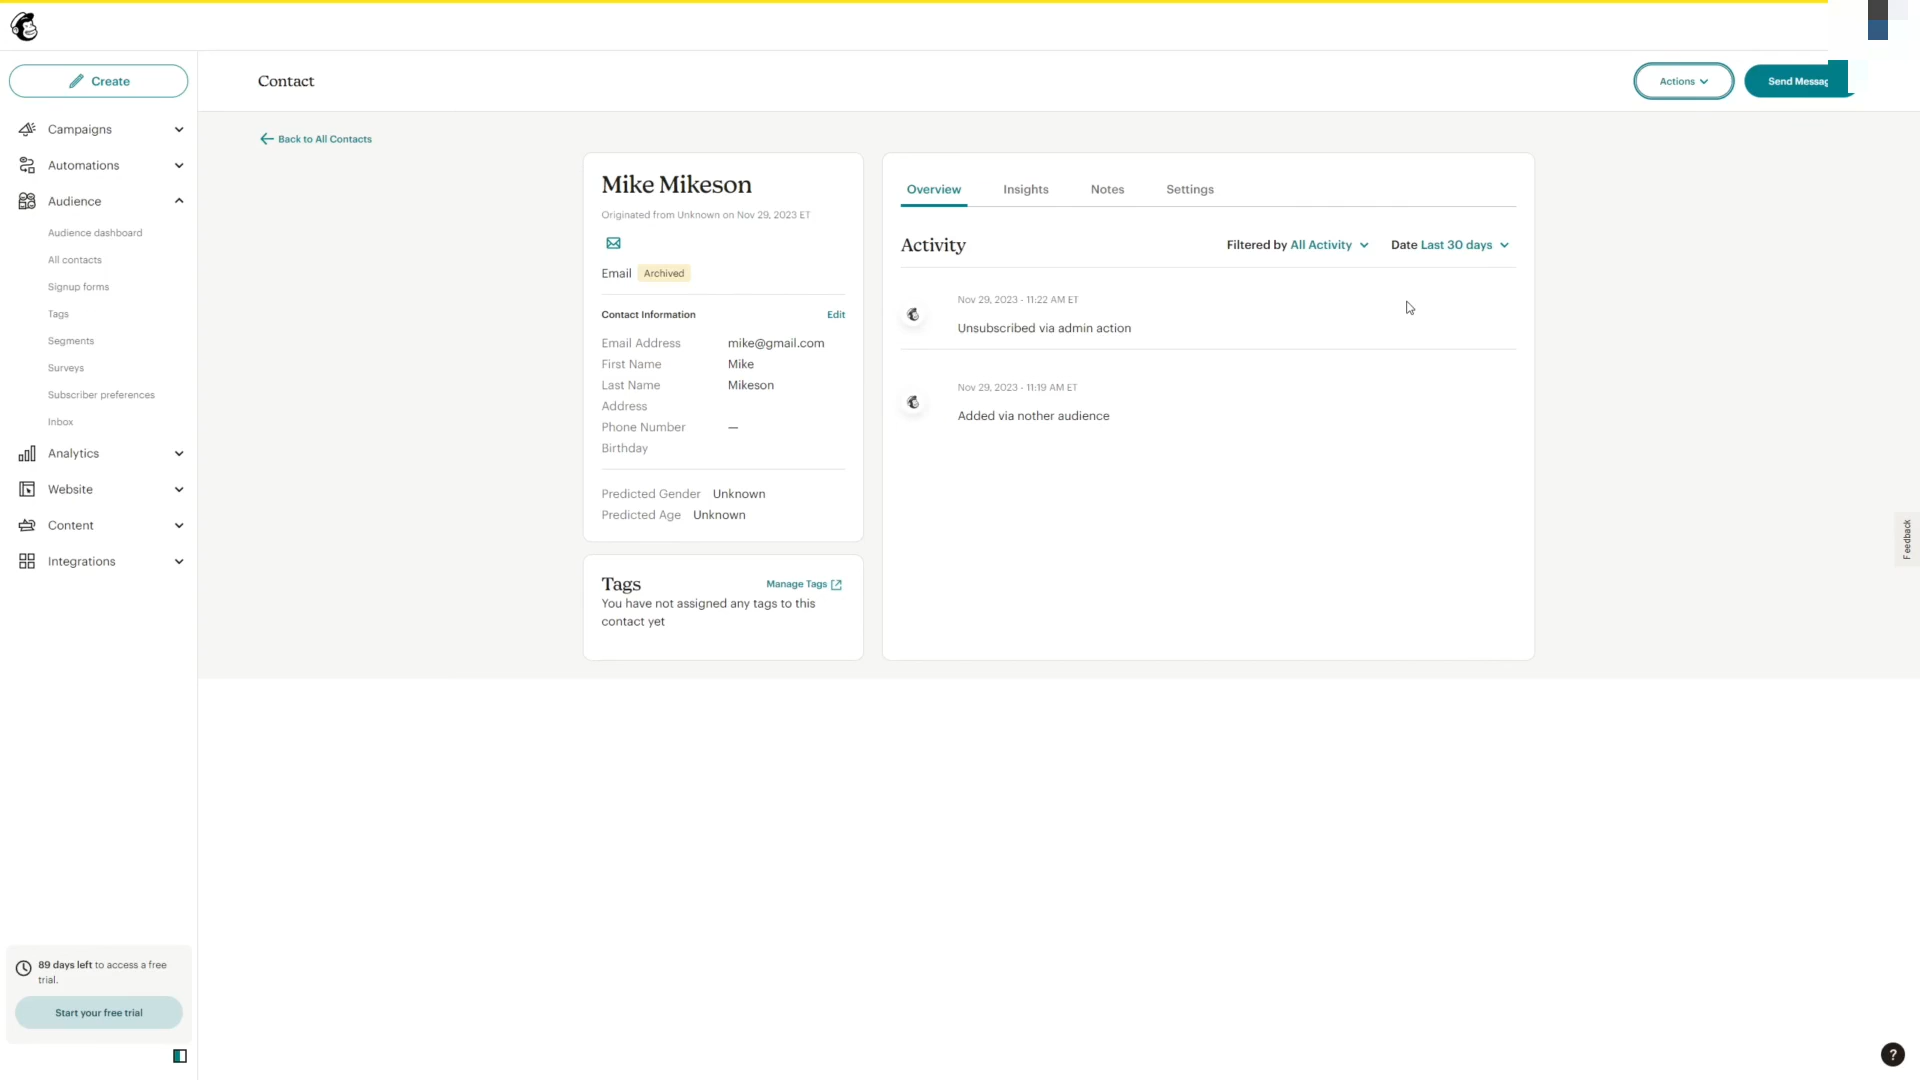 Create
Campaigns
Automations
Audience
Audience dashboard
All contacts
Signup forms
Tags
Segments
Surveys
Subscriber preferences
Inbox
Analytics
Website
Content
Integrations
89 days left to access a free
trial.
Start your free trial
Contact
Actions
Send Messag
Back to All Contacts
Mike Mikeson
Originated from Unknown on Nov 29, 2023 ET
Email Archived
Contact Information Edit
Email Address mike@gmail.com
First Name Mike
Last Name Mikeson
Address
Phone Number —
Birthday
Predicted Gender Unknown
Predicted Age Unknown
Tags Manage Tags
You have not assigned any tags to this
contact yet
Overview Insights Notes Settings
Activity Filtered by All Activity Date Last 30 days
Nov 29, 2023 - 11:22 AM ET
Unsubscribed via admin action
Nov 29, 2023 - 11:19 AM ET
Added via nother audience
Feedback
?